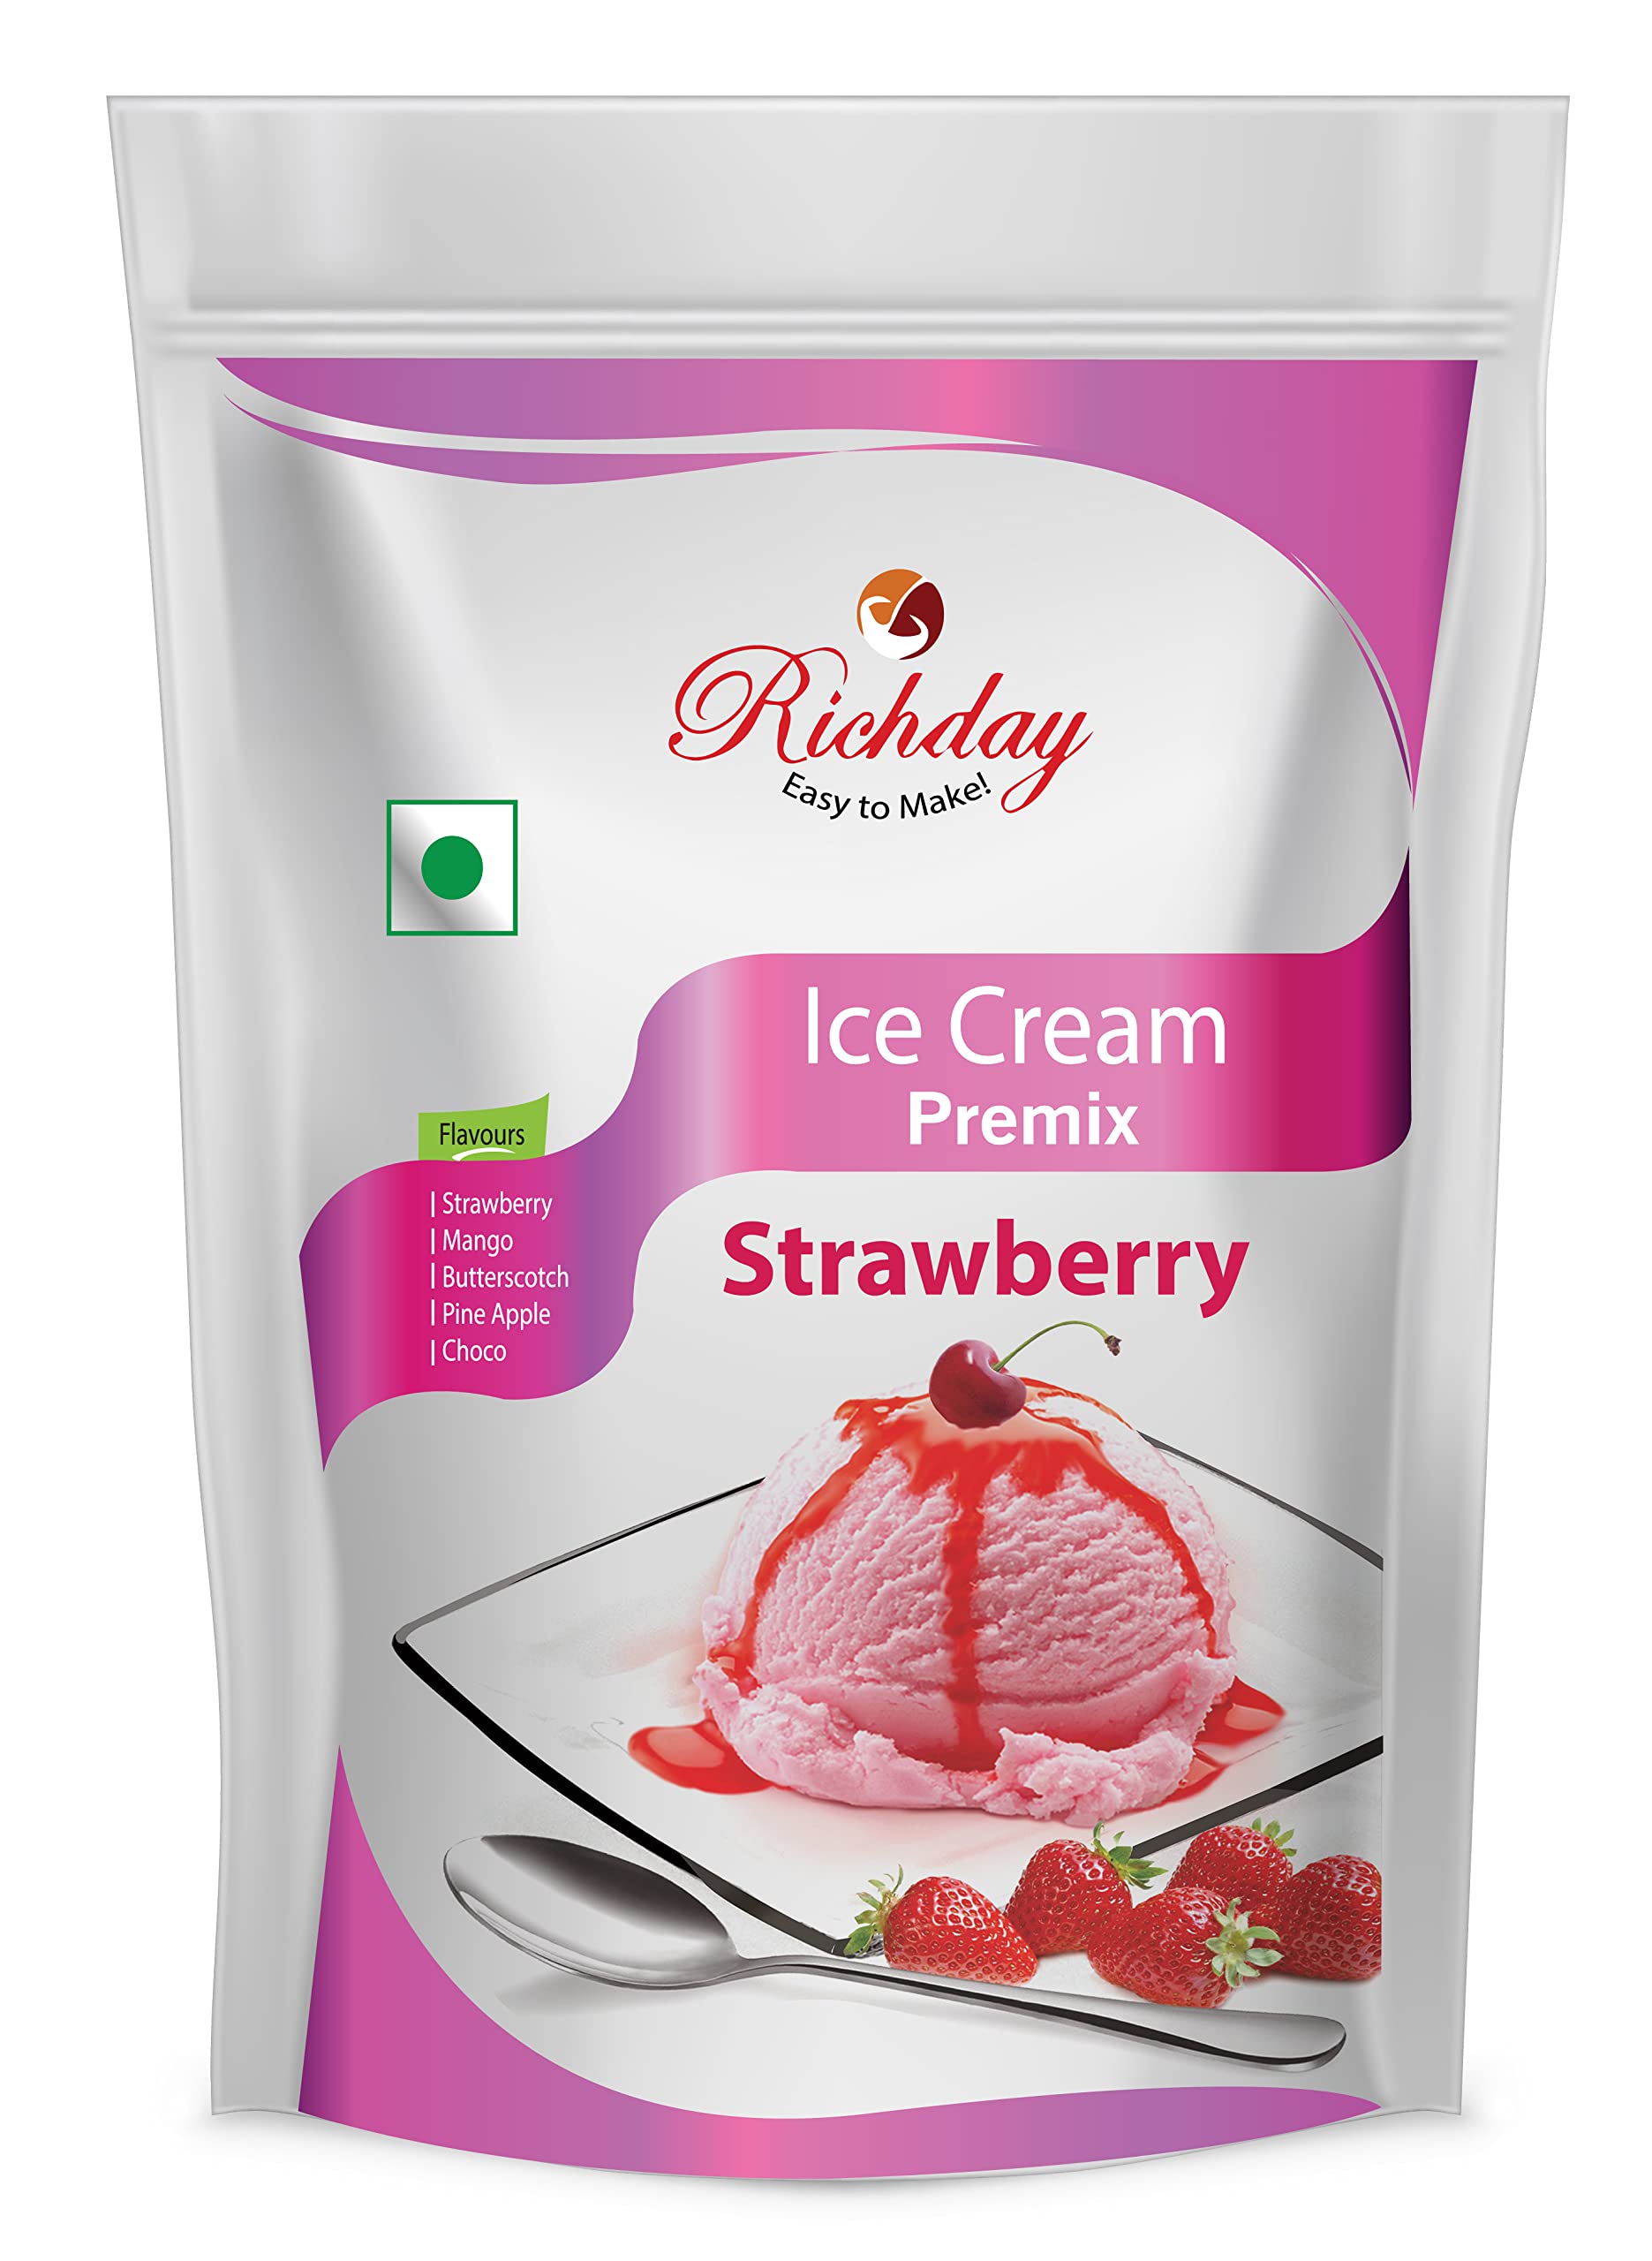 Richday
Easy to Make!
Ice Cream
Premix
Flavours
| Strawberry
| Mango
| Butterscotch
| Pine Apple
| Choco
Strawberry